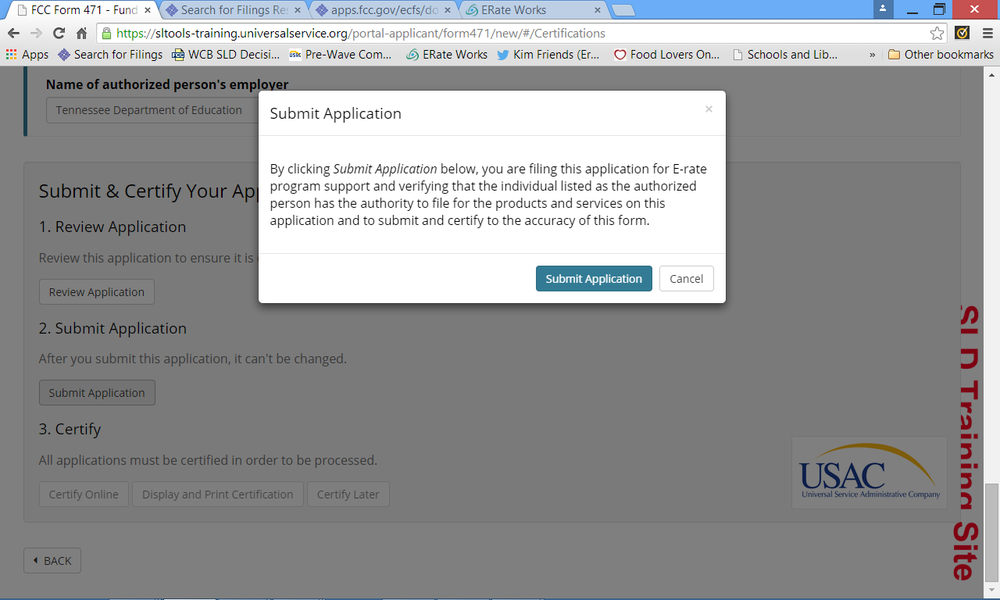 FCC Form 471 - Fund
Search for Filings Res
apps.fcc.gov/ecfs/do
ERate Works
https://sltools-training.universalservice.org/portal-applicant/form471/new/#/Certifications
Apps
Search for Filings
WCB SLD Decisi...
Pre-Wave Com...
ERate Works
Kim Friends (Er...
Food Lovers On...
Schools and Lib...
»
Other bookmarks
Name of authorized person's employer
Tennessee Department of Education
Submit Application
×
By clicking Submit Application below, you are filing this application for E-rate
program support and verifying that the individual listed as the authorized
person has the authority to file for the products and services on this
application and to submit and certify to the accuracy of this form.
Submit Application
Cancel
Submit & Certify Your App
1. Review Application
Review this application to ensure it is
Review Application
2. Submit Application
After you submit this application, it can't be changed.
Submit Application
3. Certify
All applications must be certified in order to be processed.
Certify Online
Display and Print Certification
Certify Later
USAC
Universal Service Administrative Company
SLD Training Site
BACK